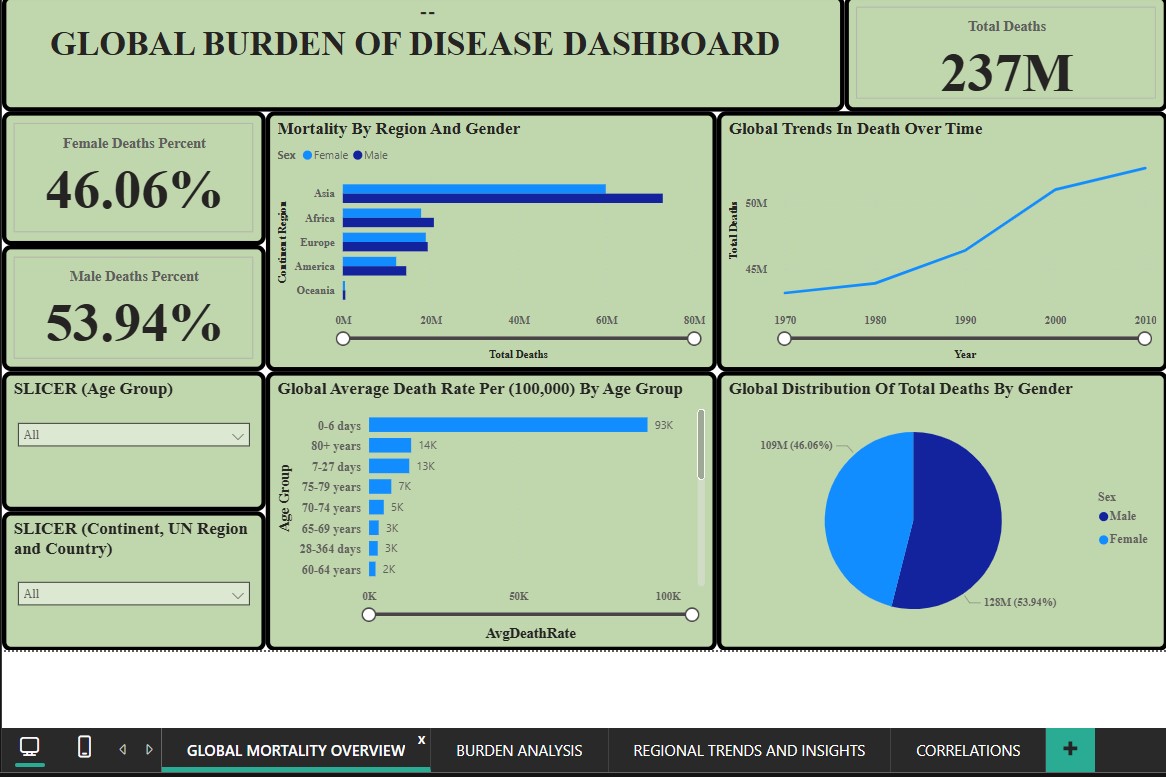 --
GLOBAL BURDEN OF DISEASE DASHBOARD
Total Deaths
237M
Female Deaths Percent
46.06%
Male Deaths Percent
53.94%
Mortality By Region And Gender
Sex Female Male
Continent Region
Asia
Africa
Europe
America
Oceania
0M 20M 40M 60M 80M
Total Deaths
Global Trends In Death Over Time
Total Deaths
50M
45M
1970 1980 1990 2000 2010
Year
SLICER (Age Group)
All
SLICER (Continent, UN Region
and Country)
All
Global Average Death Rate Per (100,000) By Age Group
Age Group
0-6 days 93K
80+ years 14K
7-27 days 13K
75-79 years 7K
70-74 years 5K
65-69 years 3K
28-364 days 3K
60-64 years 2K
0K 50K 100K
AvgDeathRate
Global Distribution Of Total Deaths By Gender
109M (46.06%)
128M (53.94%)
Sex
Male
Female
GLOBAL MORTALITY OVERVIEW x BURDEN ANALYSIS REGIONAL TRENDS AND INSIGHTS CORRELATIONS +